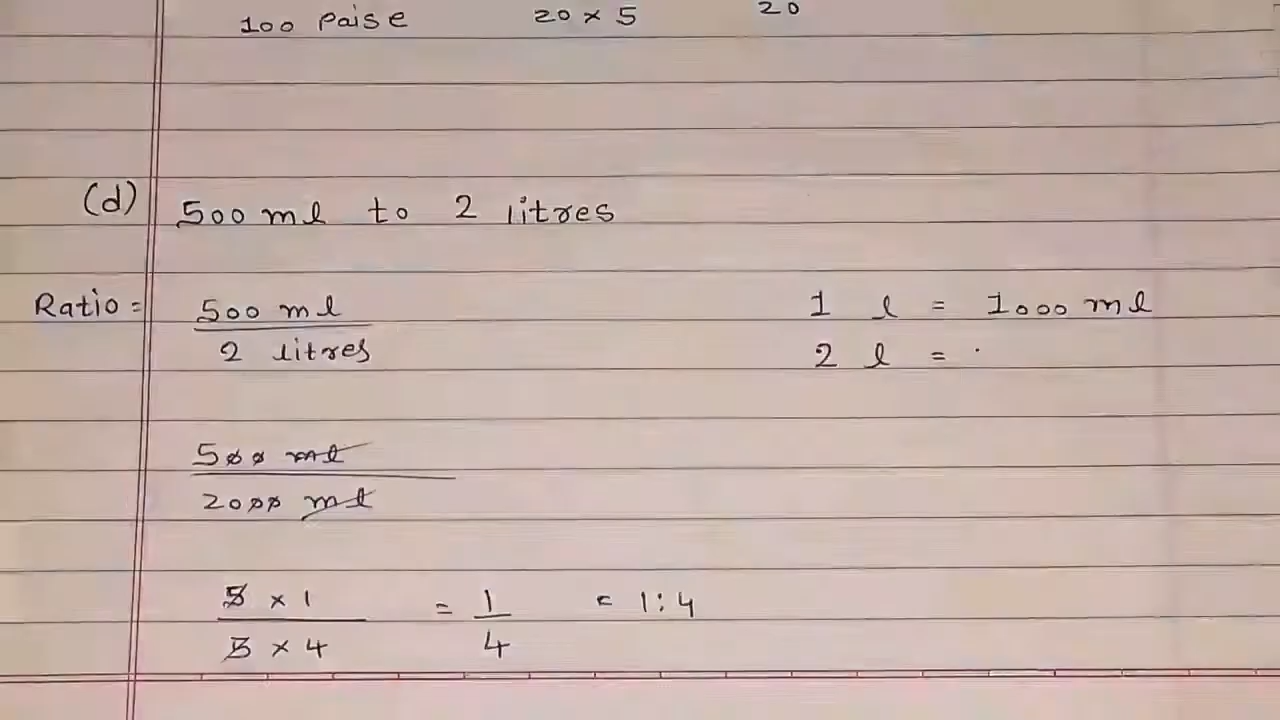 100 Paise 20 × 5 20
(d) 500 ml to 2 litres
Ratio = 500 ml 1 l = 1000 ml
2 litres 2 l = ·
500 ml
2000 ml
5 × 1 = 1 = 1:4
5 × 4 4